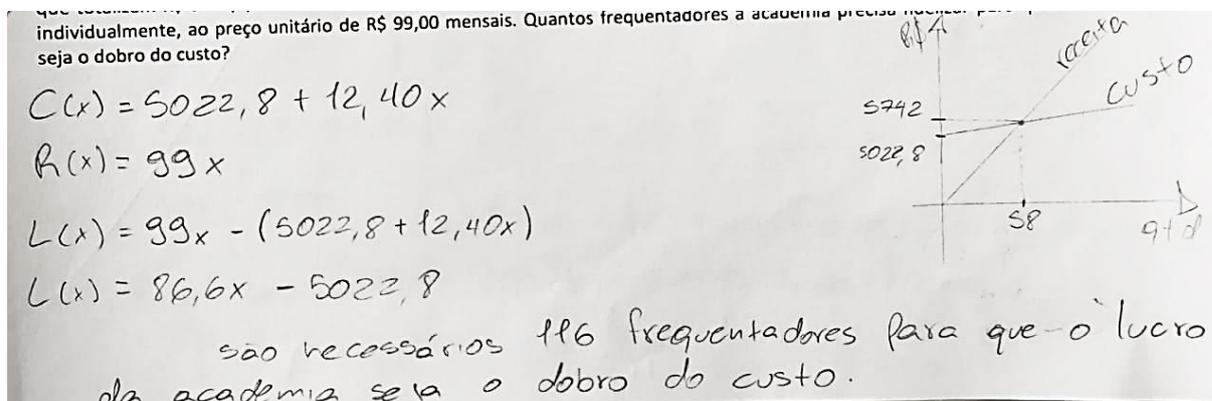 individualmente, ao preço unitário de R$ 99,00 mensais. Quantos frequentadores a academia precisa
seja o dobro do custo?
C(x) = 5022,8 + 12,40x
R(x) = 99x
L(x) = 99x - (5022,8 + 12,40x)
L(x) = 86,6x - 5022,8
são necessários 116 frequentadores para que o lucro
da academia seja o dobro do custo.
R$
receita
custo
5742
5022,8
58
qtd